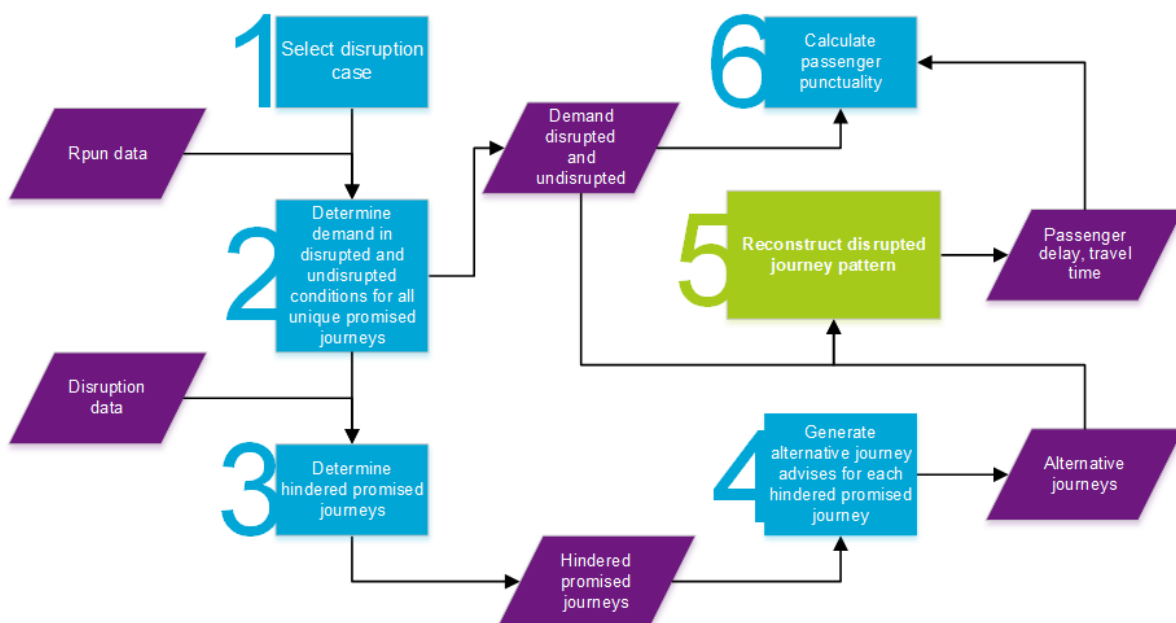 1
Select disruption
case
Rpun data
2
Determine
demand in
disrupted and
undisrupted
conditions for all
unique promised
journeys
Disruption
data
3
Determine
hindered promised
journeys
Hindered
promised
journeys
4
Generate
alternative journey
advises for each
hindered promised
journey
Alternative
journeys
Demand
disrupted
and
undisrupted
5
Reconstruct disrupted
journey pattern
Passenger
delay, travel
time
6
Calculate
passenger
punctuality